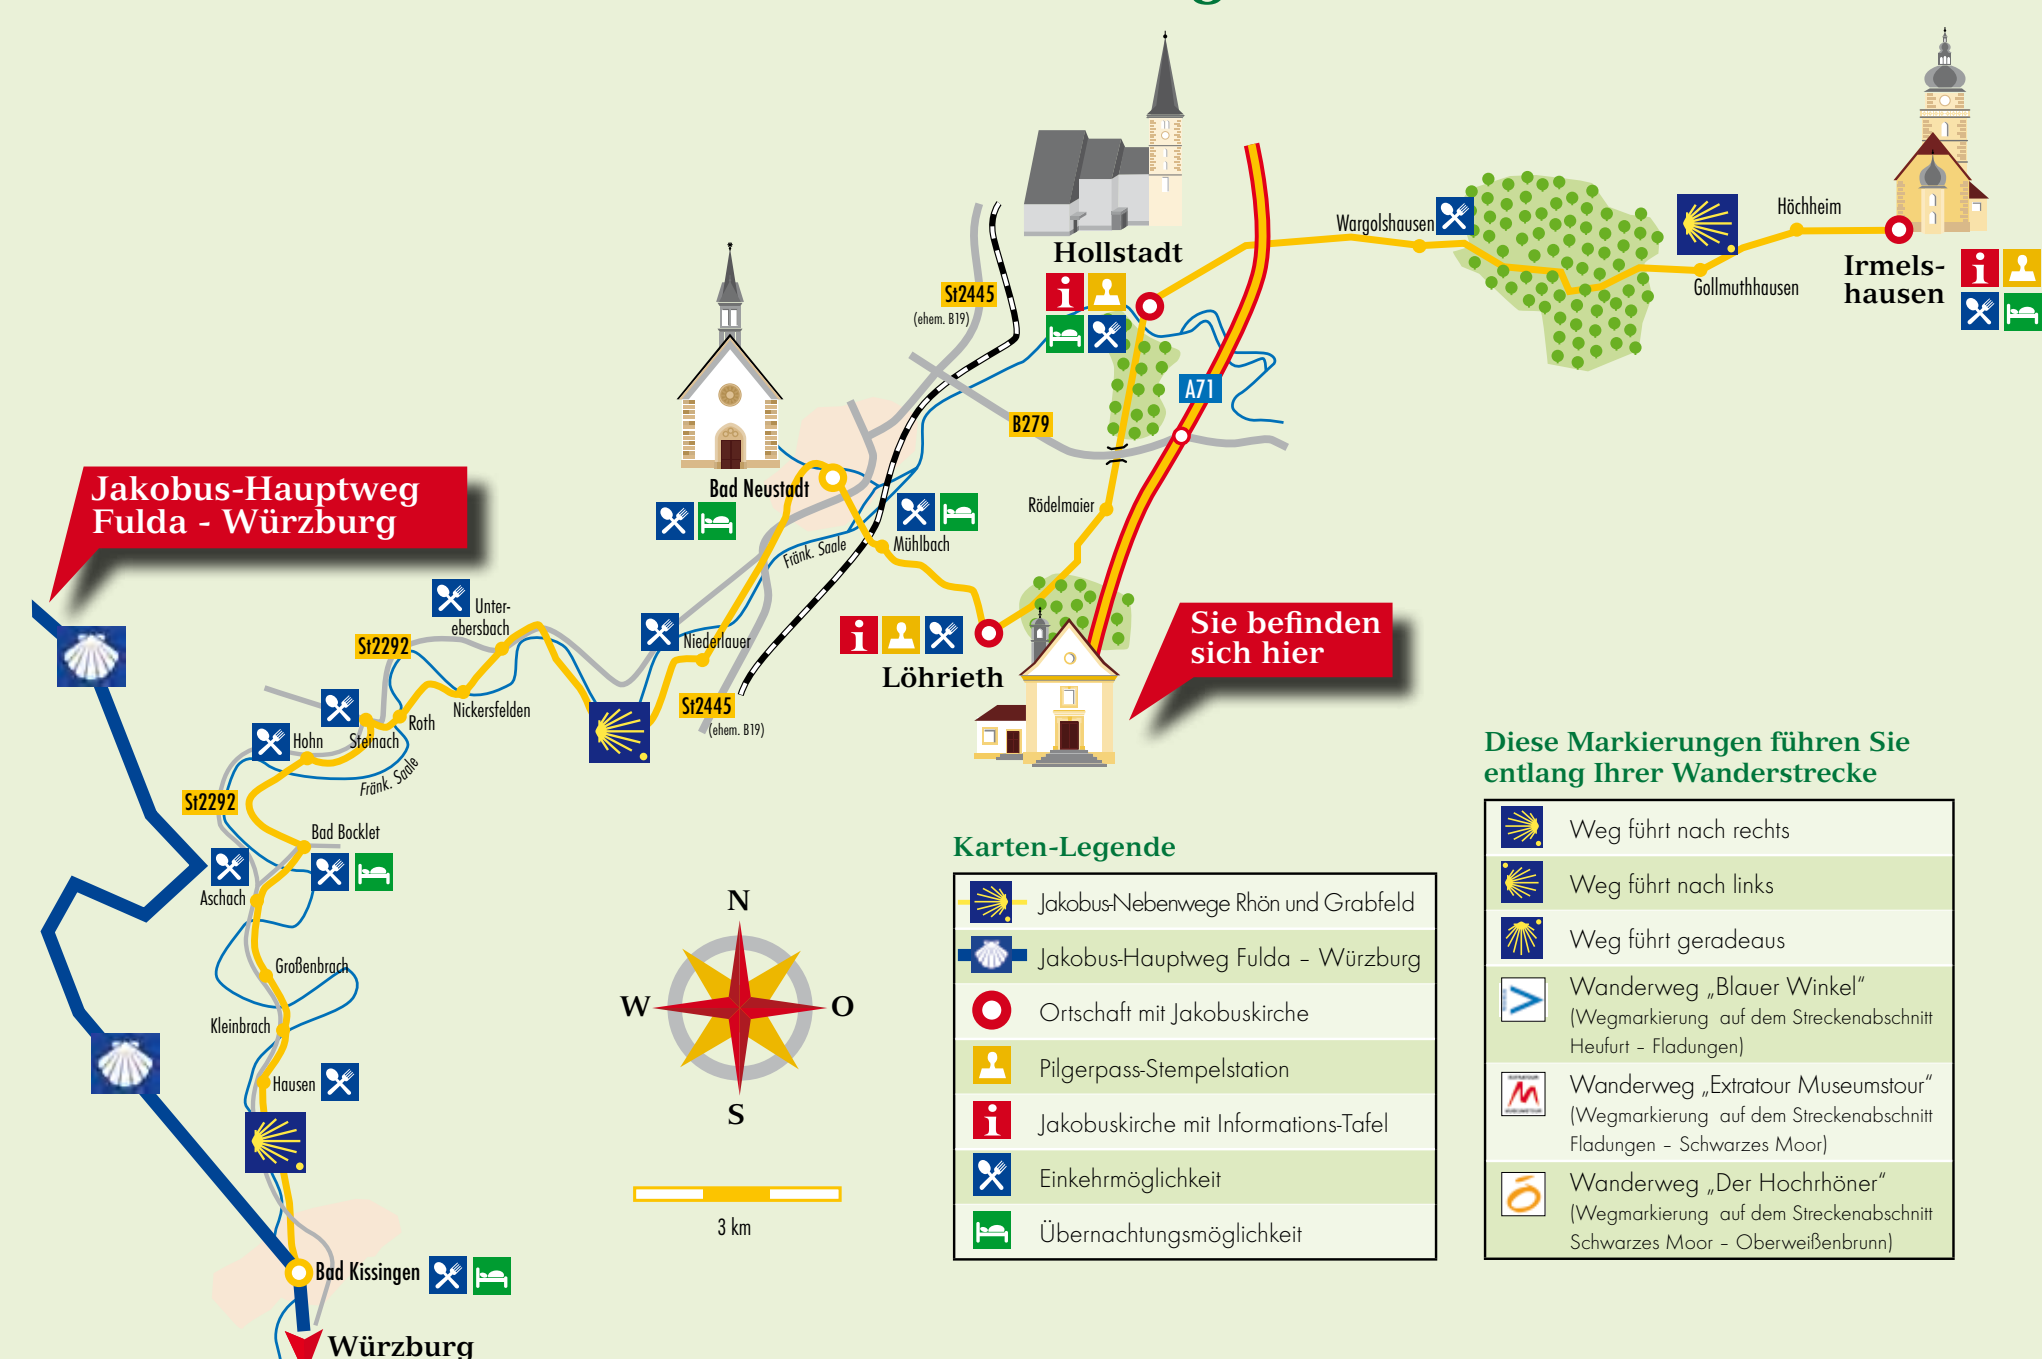 Hollstadt
Wargolshausen
Höchheim
Gollmuthhausen
Irmels-
hausen
St2445
(ehem. B19)
A71
B279
Bad Neustadt
Rödelmaier
Mühlbach
Fränk. Saale
Jakobus-Hauptweg
Fulda - Würzburg
Unter-
ebersbach
St2292
Niederlauer
Löhrieth
Sie befinden
sich hier
St2445
(ehem. B19)
Nickersfelden
Roth
Steinach
Hohn
Fränk. Saale
St2292
Bad Bocklet
Aschach
Großenbrach
Kleinbrach
Hausen
Bad Kissingen
Würzburg
N
W
O
S
3 km
Karten-Legende
Jakobus-Nebenwege Rhön und Grabfeld
Jakobus-Hauptweg Fulda – Würzburg
Ortschaft mit Jakobuskirche
Pilgerpass-Stempelstation
Jakobuskirche mit Informations-Tafel
Einkehrmöglichkeit
Übernachtungsmöglichkeit
Diese Markierungen führen Sie
entlang Ihrer Wanderstrecke
Weg führt nach rechts
Weg führt nach links
Weg führt geradeaus
Wanderweg „Blauer Winkel“
(Wegmarkierung auf dem Streckenabschnitt
Heufurt – Fladungen)
Wanderweg „Extratour Museumstour“
(Wegmarkierung auf dem Streckenabschnitt
Fladungen – Schwarzes Moor)
Wanderweg „Der Hochrhöner“
(Wegmarkierung auf dem Streckenabschnitt
Schwarzes Moor – Oberweißenbrunn)